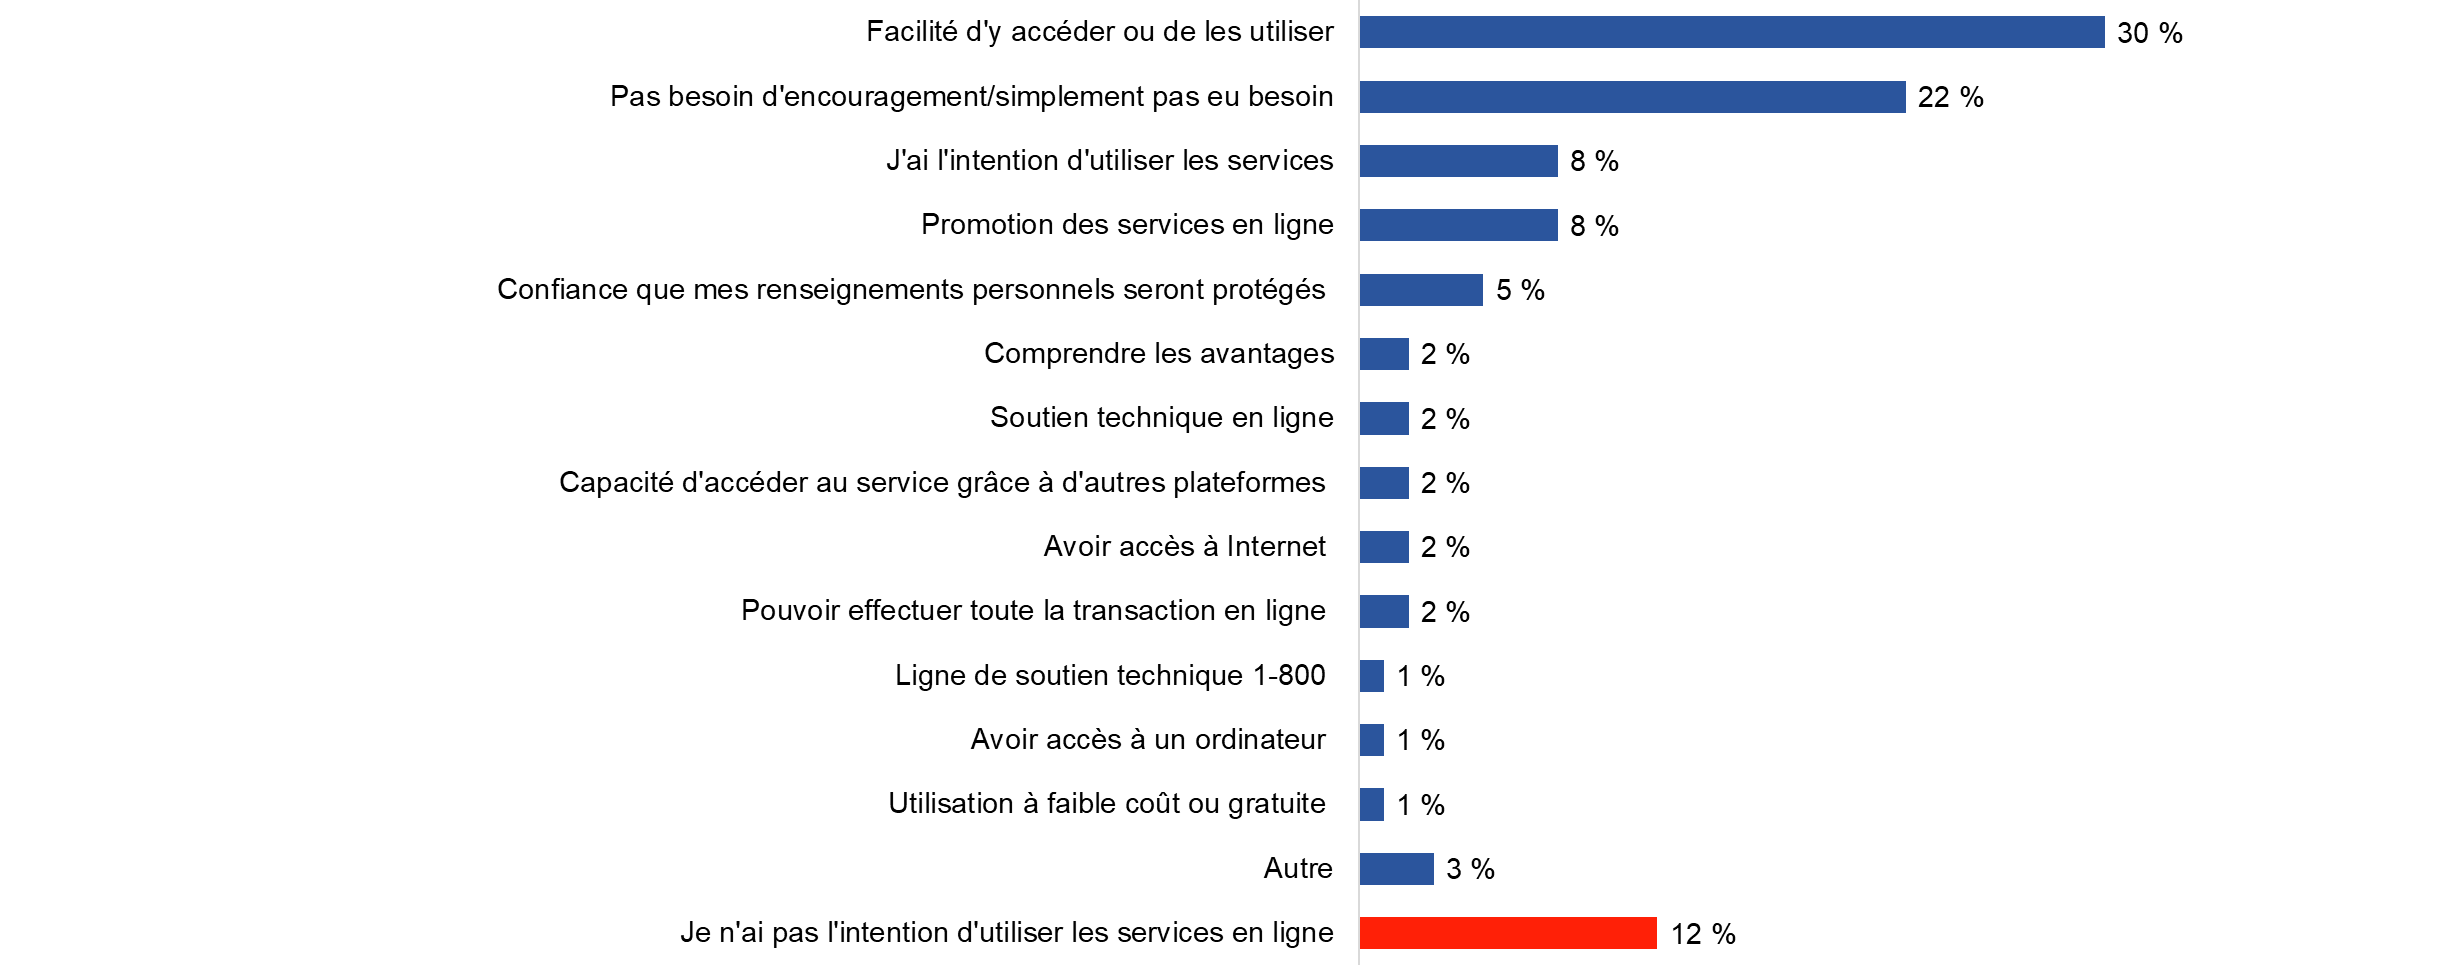 Facilité d'y accéder ou de les utiliser 30 %
Pas besoin d'encouragement/simplement pas eu besoin 22 %
J'ai l'intention d'utiliser les services 8 %
Promotion des services en ligne 8 %
Confiance que mes renseignements personnels seront protégés 5 %
Comprendre les avantages 2 %
Soutien technique en ligne 2 %
Capacité d'accéder au service grâce à d'autres plateformes 2 %
Avoir accès à Internet 2 %
Pouvoir effectuer toute la transaction en ligne 2 %
Ligne de soutien technique 1-800 1 %
Avoir accès à un ordinateur 1 %
Utilisation à faible coût ou gratuite 1 %
Autre 3 %
Je n'ai pas l'intention d'utiliser les services en ligne 12 %